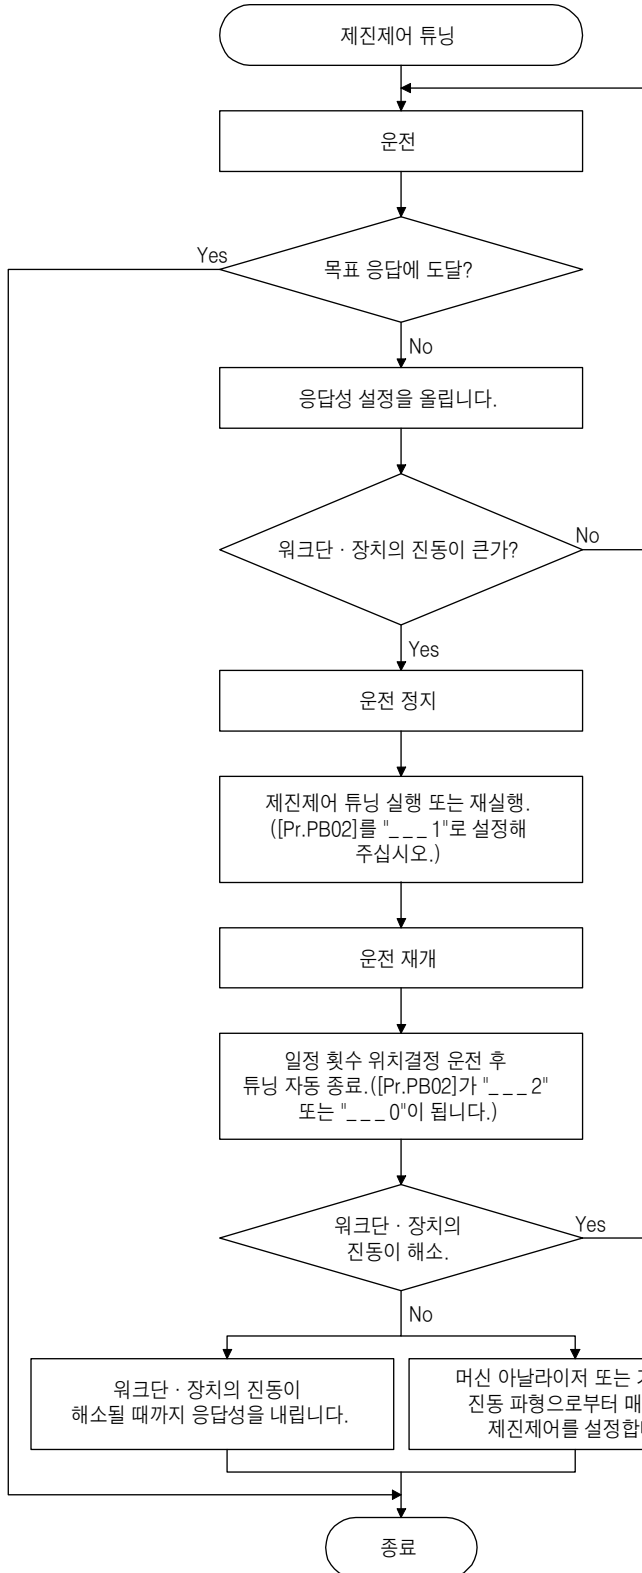 제진제어 튜닝
운전
Yes
목표 응답에 도달?
No
응답성 설정을 올립니다.
워크단 · 장치의 진동이 큰가?
No
Yes
운전 정지
제진제어 튜닝 실행 또는 재실행.
([Pr.PB02]를 "_ _ _ 1"로 설정해
주십시오.)
운전 재개
일정 횟수 위치결정 운전 후
튜닝 자동 종료.([Pr.PB02]가 "_ _ _ 2"
또는 "_ _ _ 0"이 됩니다.)
워크단 · 장치의
진동이 해소.
Yes
No
워크단 · 장치의 진동이
해소될 때까지 응답성을 내립니다.
머신 아날라이저 또는
진동 파형으로부터
제진제어를
종료